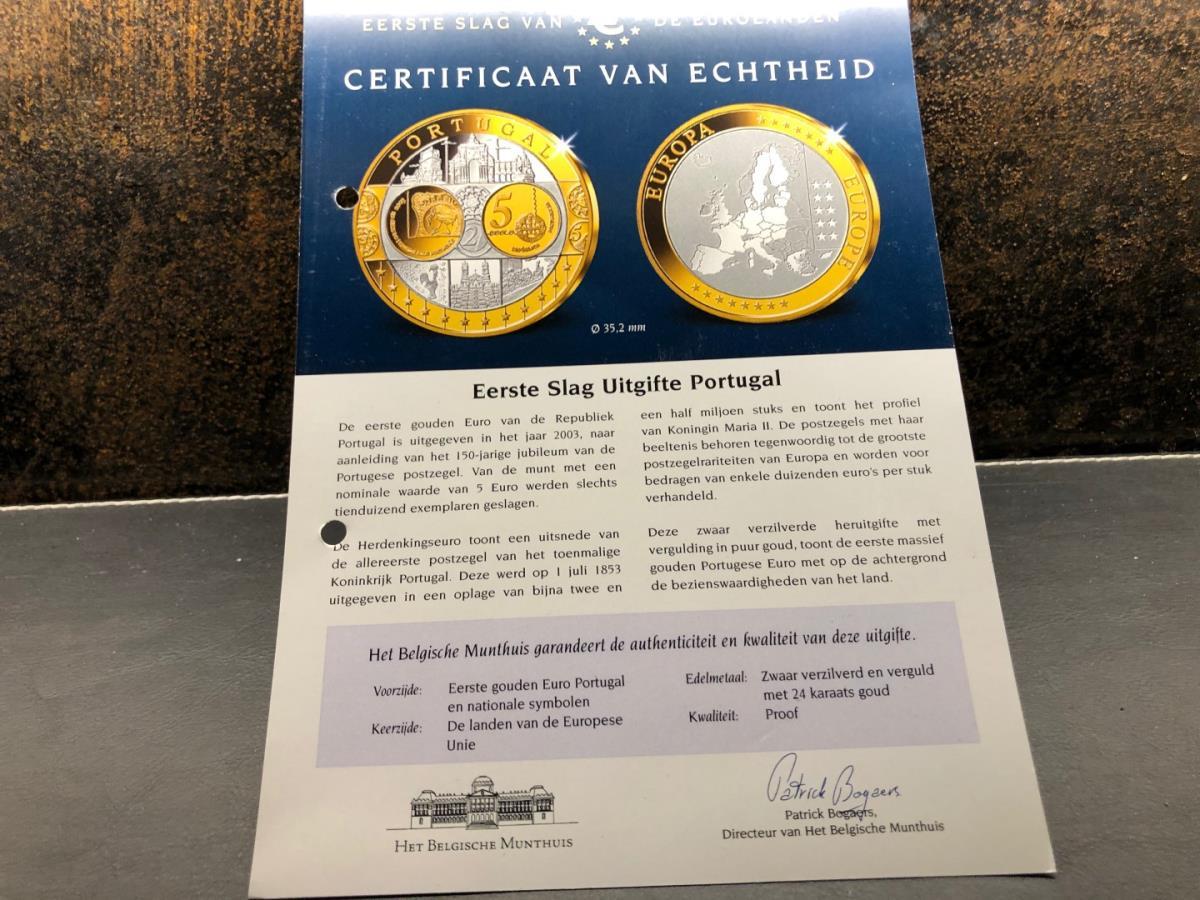 EERSTE SLAG VAN DE EUROLANDEN
CERTIFICAAT VAN ECHTHEID
PORTUGAL
5
EURO
EUROPA
EUROPE
Ø 35,2 mm
Eerste Slag Uitgifte Portugal
De eerste gouden Euro van de Republiek
Portugal is uitgegeven in het jaar 2003, naar
aanleiding van het 150-jarige jubileum van de
Portugese postzegel. Van de munt met een
nominale waarde van 5 Euro werden slechts
tienduizend exemplaren geslagen.
De Herdenkingseuro toont een uitsnede van
de allereerste postzegel van het toenmalige
Koninkrijk Portugal. Deze werd op 1 juli 1853
uitgegeven in een oplage van bijna twee en
een half miljoen stuks en toont het profiel
van Koningin Maria II. De postzegels met haar
beeltenis behoren tegenwoordig tot de grootste
postzegelrariteiten van Europa en worden voor
bedragen van enkele duizenden euro's per stuk
verhandeld.
Deze zwaar verzilverde heruitgifte met
vergulding in puur goud, toont de eerste massief
gouden Portugese Euro met op de achtergrond
de bezienswaardigheden van het land.
Het Belgische Munthuis garandeert de authenticiteit en kwaliteit van deze uitgifte.
Voorzijde: Eerste gouden Euro Portugal
en nationale symbolen
Keerzijde: De landen van de Europese
Unie
Edelmetaal: Zwaar verzilverd en verguld
met 24 karaats goud
Kwaliteit: Proof
HET BELGISCHE MUNTHUIS
Patrick Bogaers
Patrick Bogaers,
Directeur van Het Belgische Munthuis